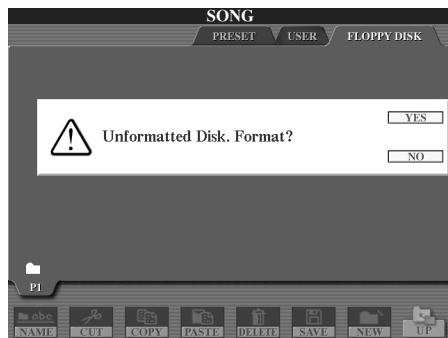 SONG
PRESET USER FLOPPY DISK
YES
Unformatted Disk. Format?
NO
P1
abc
NAME CUT COPY PASTE DELETE SAVE NEW UP